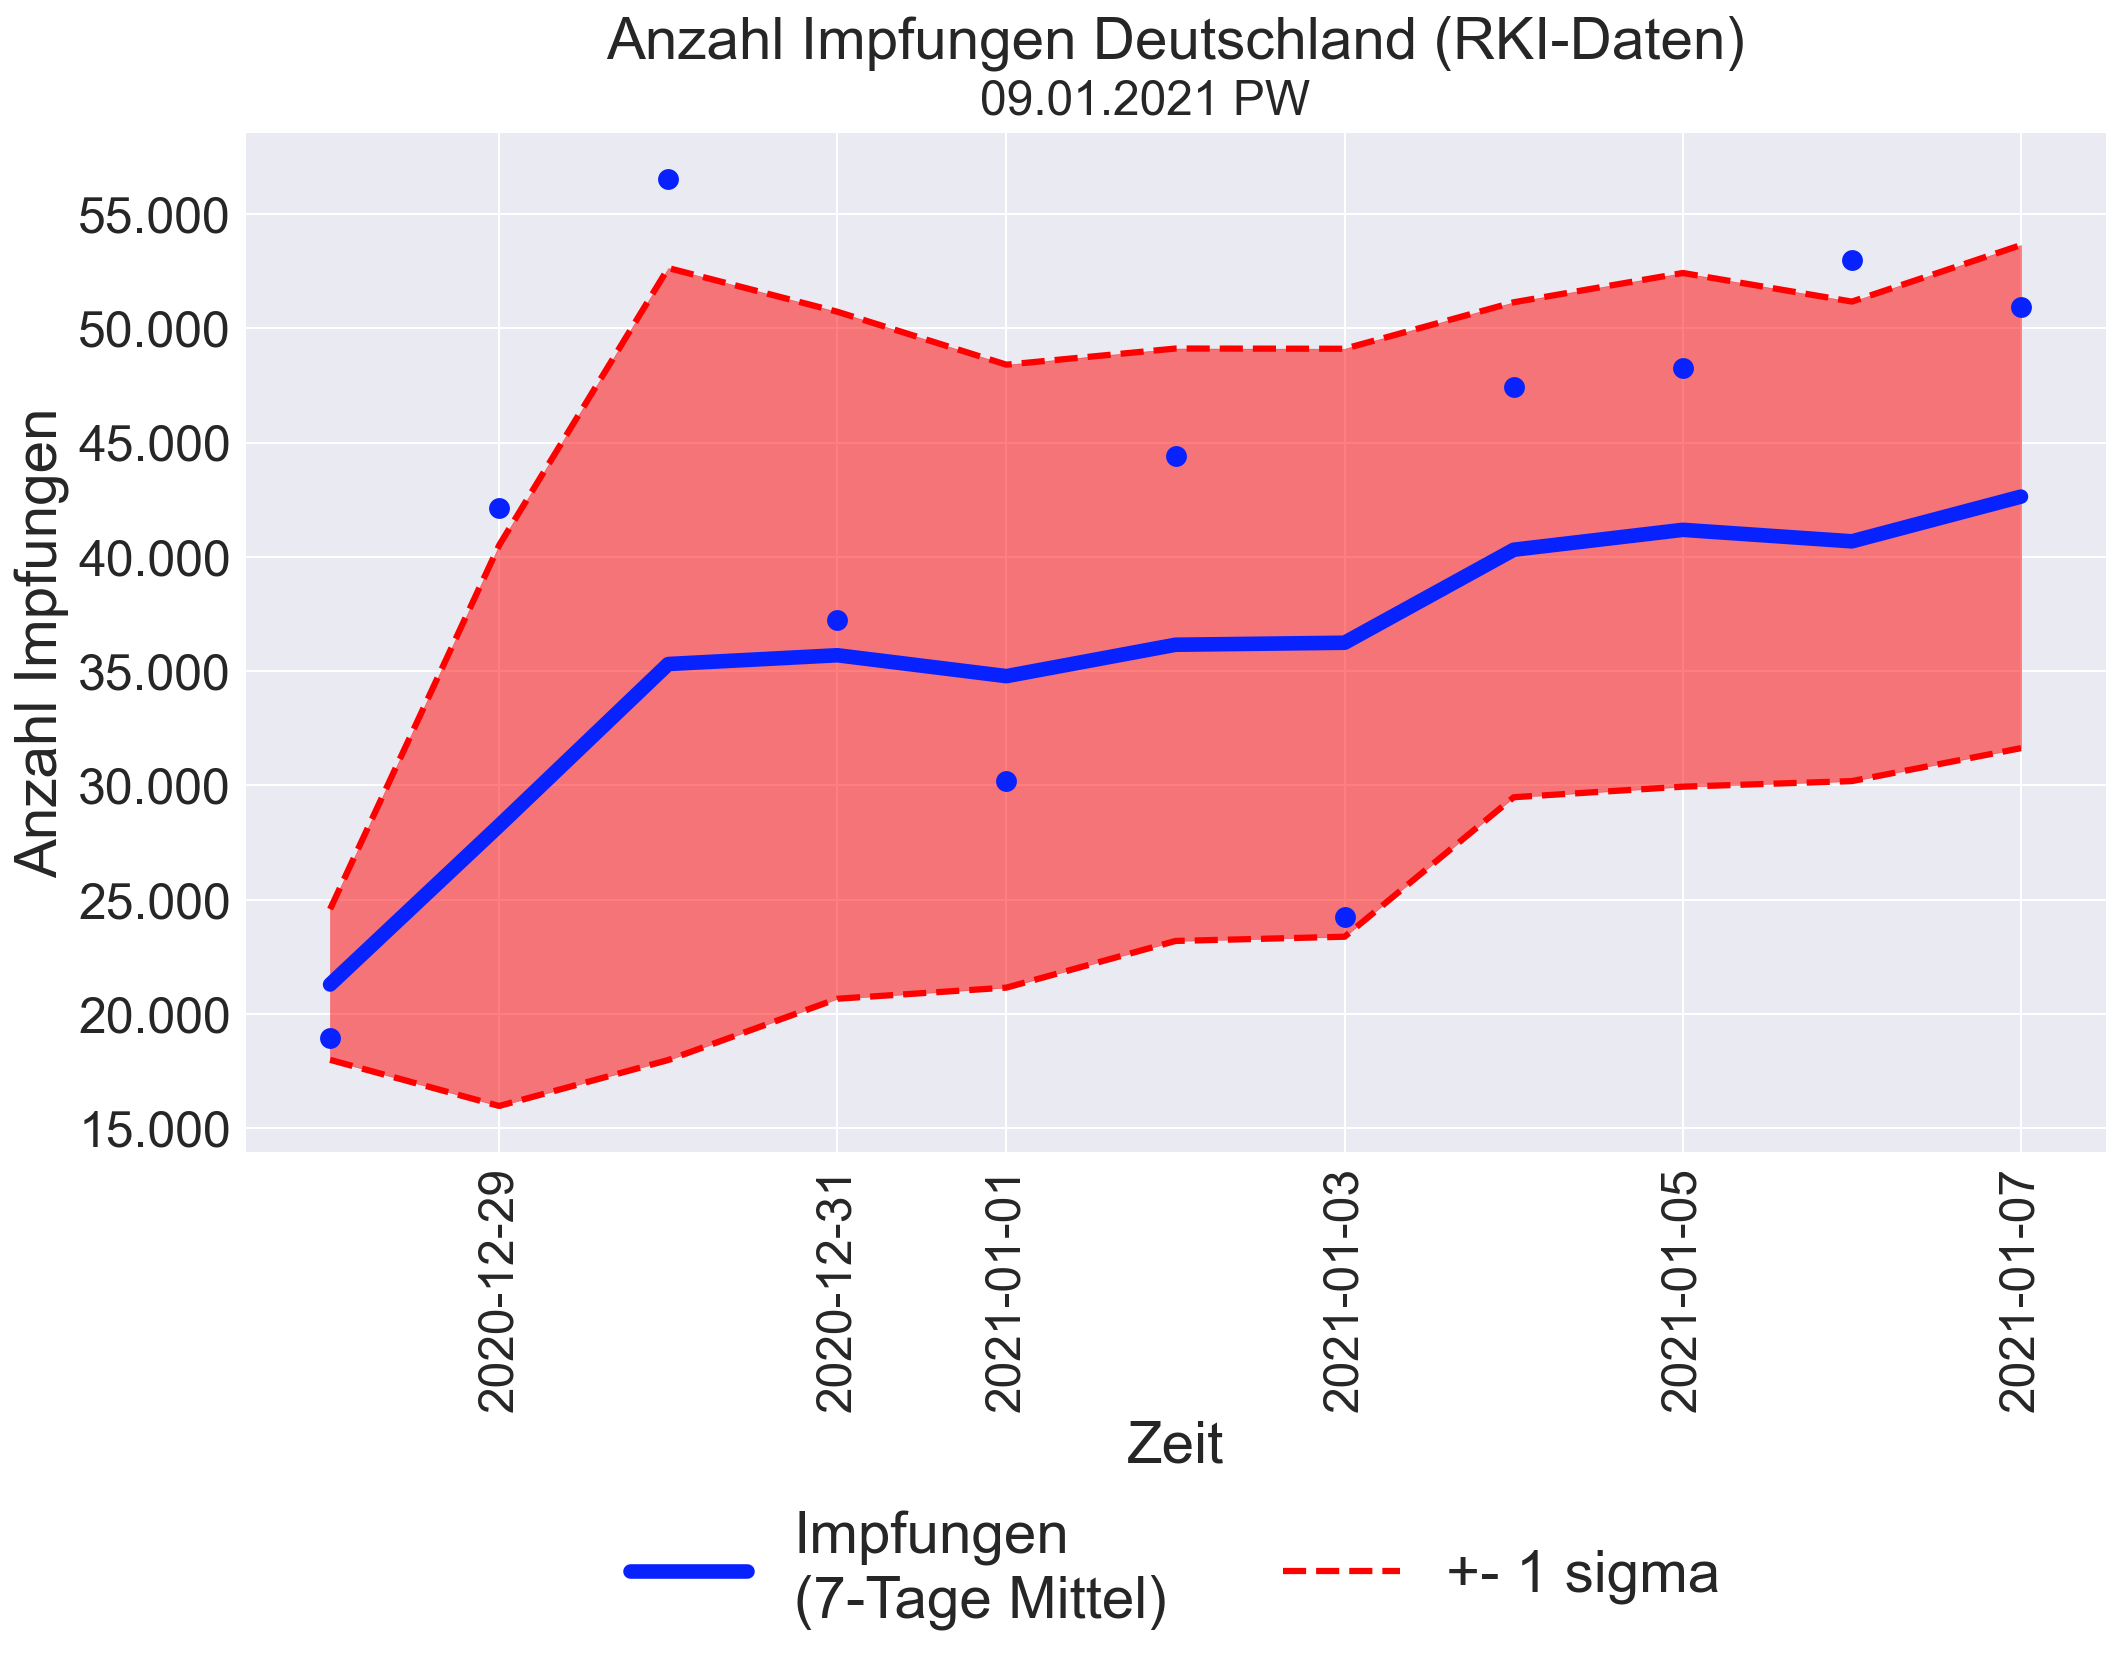 Anzahl Impfungen Deutschland (RKI-Daten)
09.01.2021 PW
Anzahl Impfungen
55.000
50.000
45.000
40.000
35.000
30.000
25.000
20.000
15.000
2020-12-29
2020-12-31
2021-01-01
2021-01-03
2021-01-05
2021-01-07
Zeit
Impfungen
(7-Tage Mittel)
+- 1 sigma